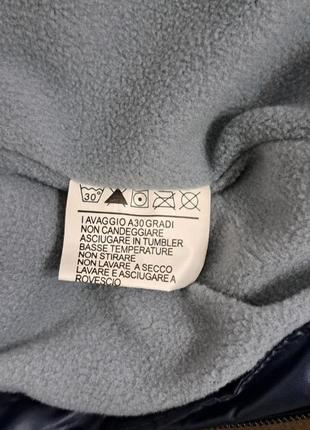 30°
I AVAGGIO A30 GRADI
NON CANDEGGIARE
ASCIUGARE IN TUMBLER
BASSE TEMPERATURE
NON STIRARE
NON LAVARE A SECCO
LAVARE E ASCIUGARE A
ROVESCIO